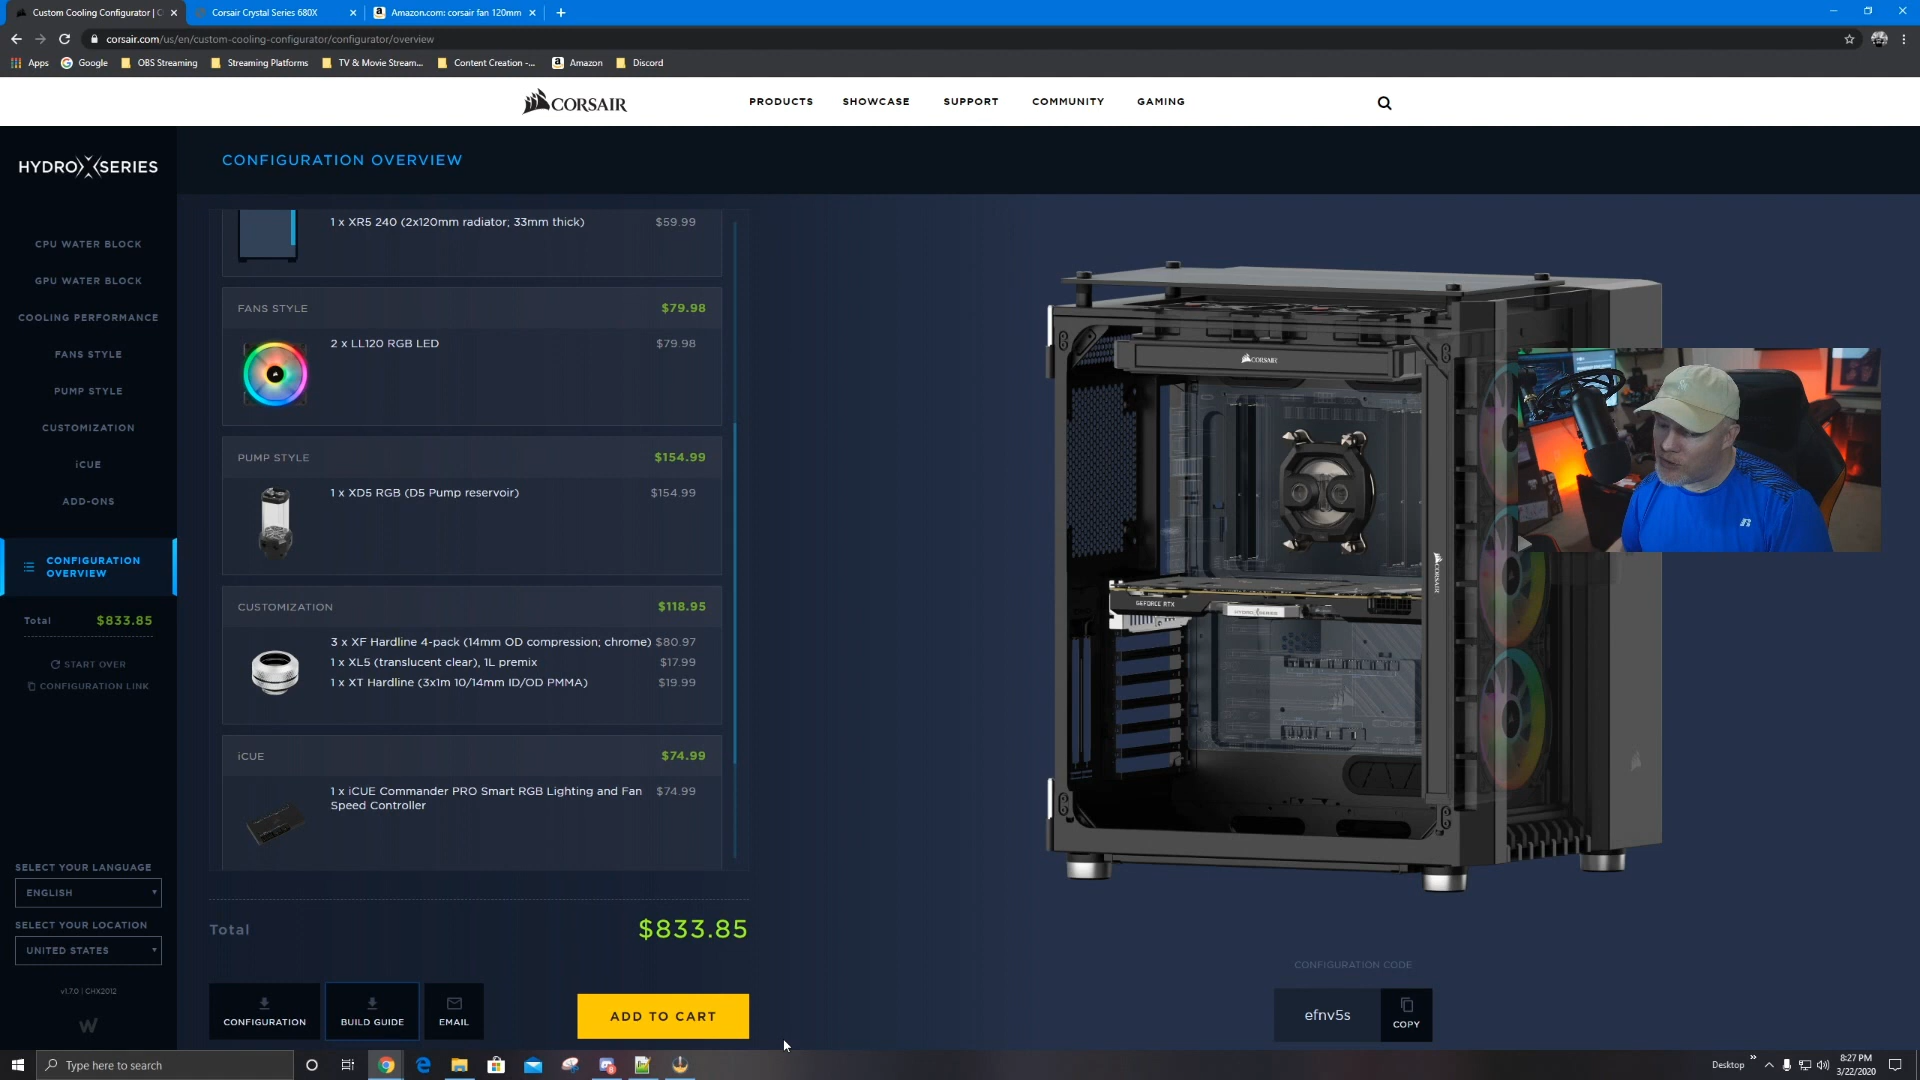 Custom Cooling Configurator | C
Corsair Crystal Series 680X
Amazon.com: corsair fan 120mm
corsair.com/us/en/custom-cooling-configurator/configurator/overview
Apps
Google
OBS Streaming
Streaming Platforms
TV & Movie Stream...
Content Creation -...
Amazon
Discord
CORSAIR
PRODUCTS
SHOWCASE
SUPPORT
COMMUNITY
GAMING
HYDRO X SERIES
CONFIGURATION OVERVIEW
CPU WATER BLOCK
GPU WATER BLOCK
COOLING PERFORMANCE
FANS STYLE
PUMP STYLE
CUSTOMIZATION
iCUE
ADD-ONS
CONFIGURATION
OVERVIEW
Total $833.85
START OVER
CONFIGURATION LINK
SELECT YOUR LANGUAGE
ENGLISH
SELECT YOUR LOCATION
UNITED STATES
v1.7.0 | CHX2012
W
1 x XR5 240 (2x120mm radiator; 33mm thick) $59.99
FANS STYLE $79.98
2 x LL120 RGB LED $79.98
PUMP STYLE $154.99
1 x XD5 RGB (D5 Pump reservoir) $154.99
CUSTOMIZATION $118.95
3 x XF Hardline 4-pack (14mm OD compression; chrome) $80.97
1 x XL5 (translucent clear), 1L premix $17.99
1 x XT Hardline (3x1m 10/14mm ID/OD PMMA) $19.99
iCUE $74.99
1 x iCUE Commander PRO Smart RGB Lighting and Fan $74.99
Speed Controller
Total $833.85
CONFIGURATION
BUILD GUIDE
EMAIL
ADD TO CART
CORSAIR
CORSAIR
GEFORCE RTX
CONFIGURATION CODE
efnv5s
COPY
Type here to search
Desktop
8:27 PM
3/22/2020